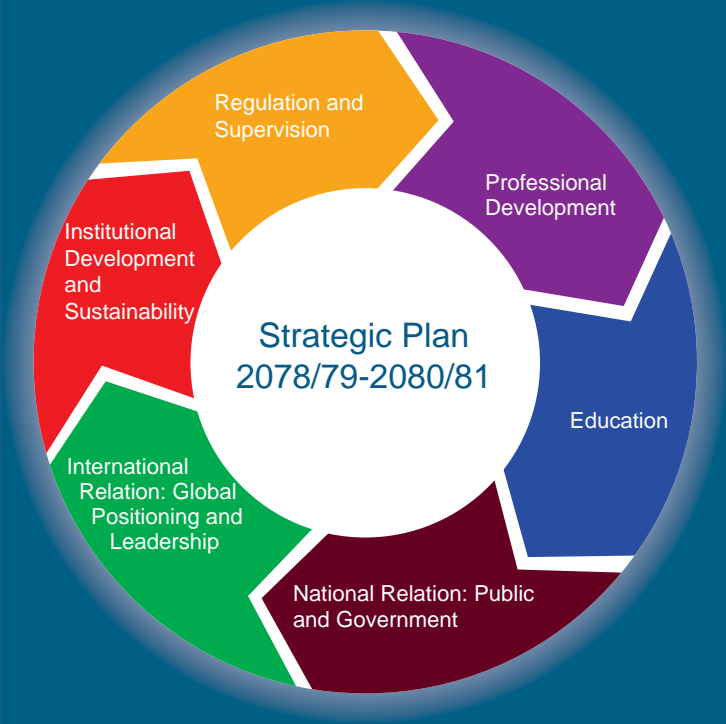 Regulation and
Supervision
Professional
Development
Education
National Relation: Public
and Government
International
Relation: Global
Positioning and
Leadership
Institutional
Development
and
Sustainability
Strategic Plan
2078/79-2080/81